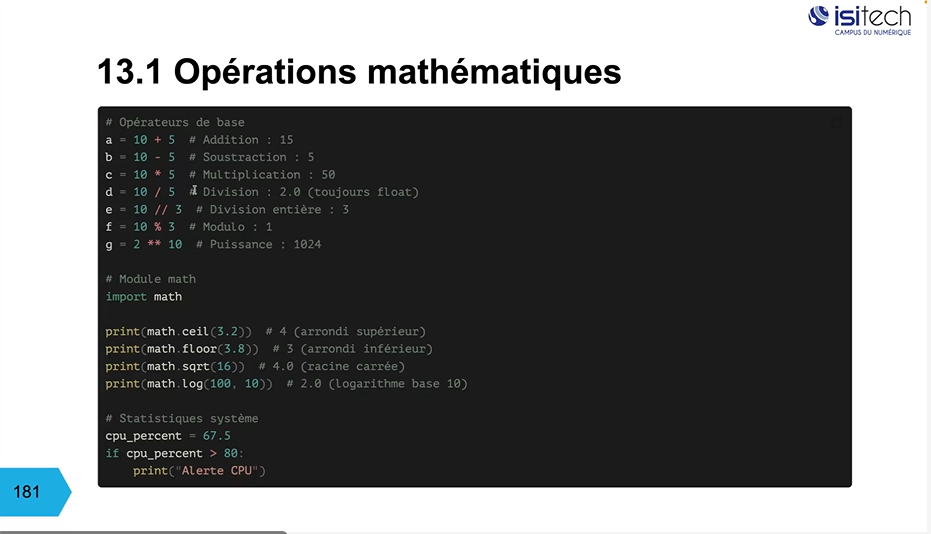 isitech
CAMPUS DU NUMÉRIQUE
13.1 Opérations mathématiques
# Opérateurs de base
a = 10 + 5  # Addition : 15
b = 10 - 5  # Soustraction : 5
c = 10 * 5  # Multiplication : 50
d = 10 / 5  # Division : 2.0 (toujours float)
e = 10 // 3  # Division entière : 3
f = 10 % 3  # Modulo : 1
g = 2 ** 10  # Puissance : 1024
# Module math
import math
print(math.ceil(3.2))  # 4 (arrondi supérieur)
print(math.floor(3.8))  # 3 (arrondi inférieur)
print(math.sqrt(16))  # 4.0 (racine carrée)
print(math.log(100, 10))  # 2.0 (logarithme base 10)
# Statistiques système
cpu_percent = 67.5
if cpu_percent > 80:
    print("Alerte CPU")
181